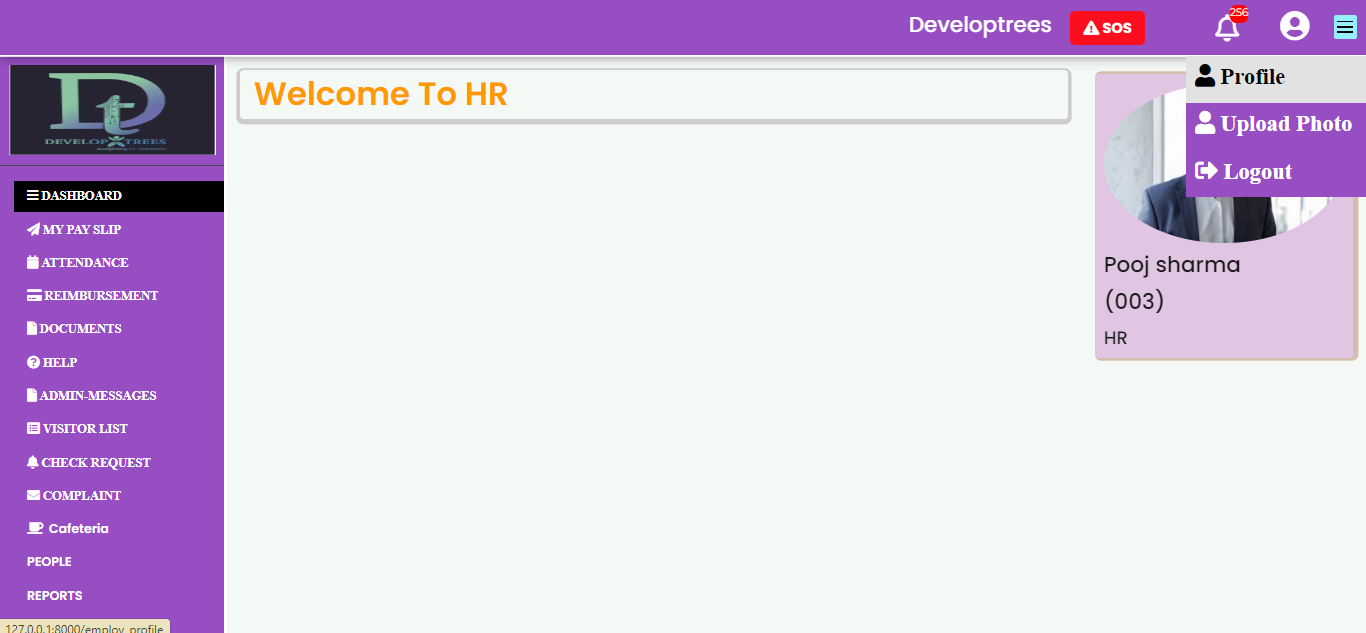 Developtrees
SOS
256
Profile
Upload Photo
Logout
DEVELOP TREES
Welcome To HR
DASHBOARD
MY PAY SLIP
ATTENDANCE
REIMBURSEMENT
DOCUMENTS
HELP
ADMIN-MESSAGES
VISITOR LIST
CHECK REQUEST
COMPLAINT
Cafeteria
PEOPLE
REPORTS
Pooj sharma
(003)
HR
127.0.0.1:8000/employ_profile